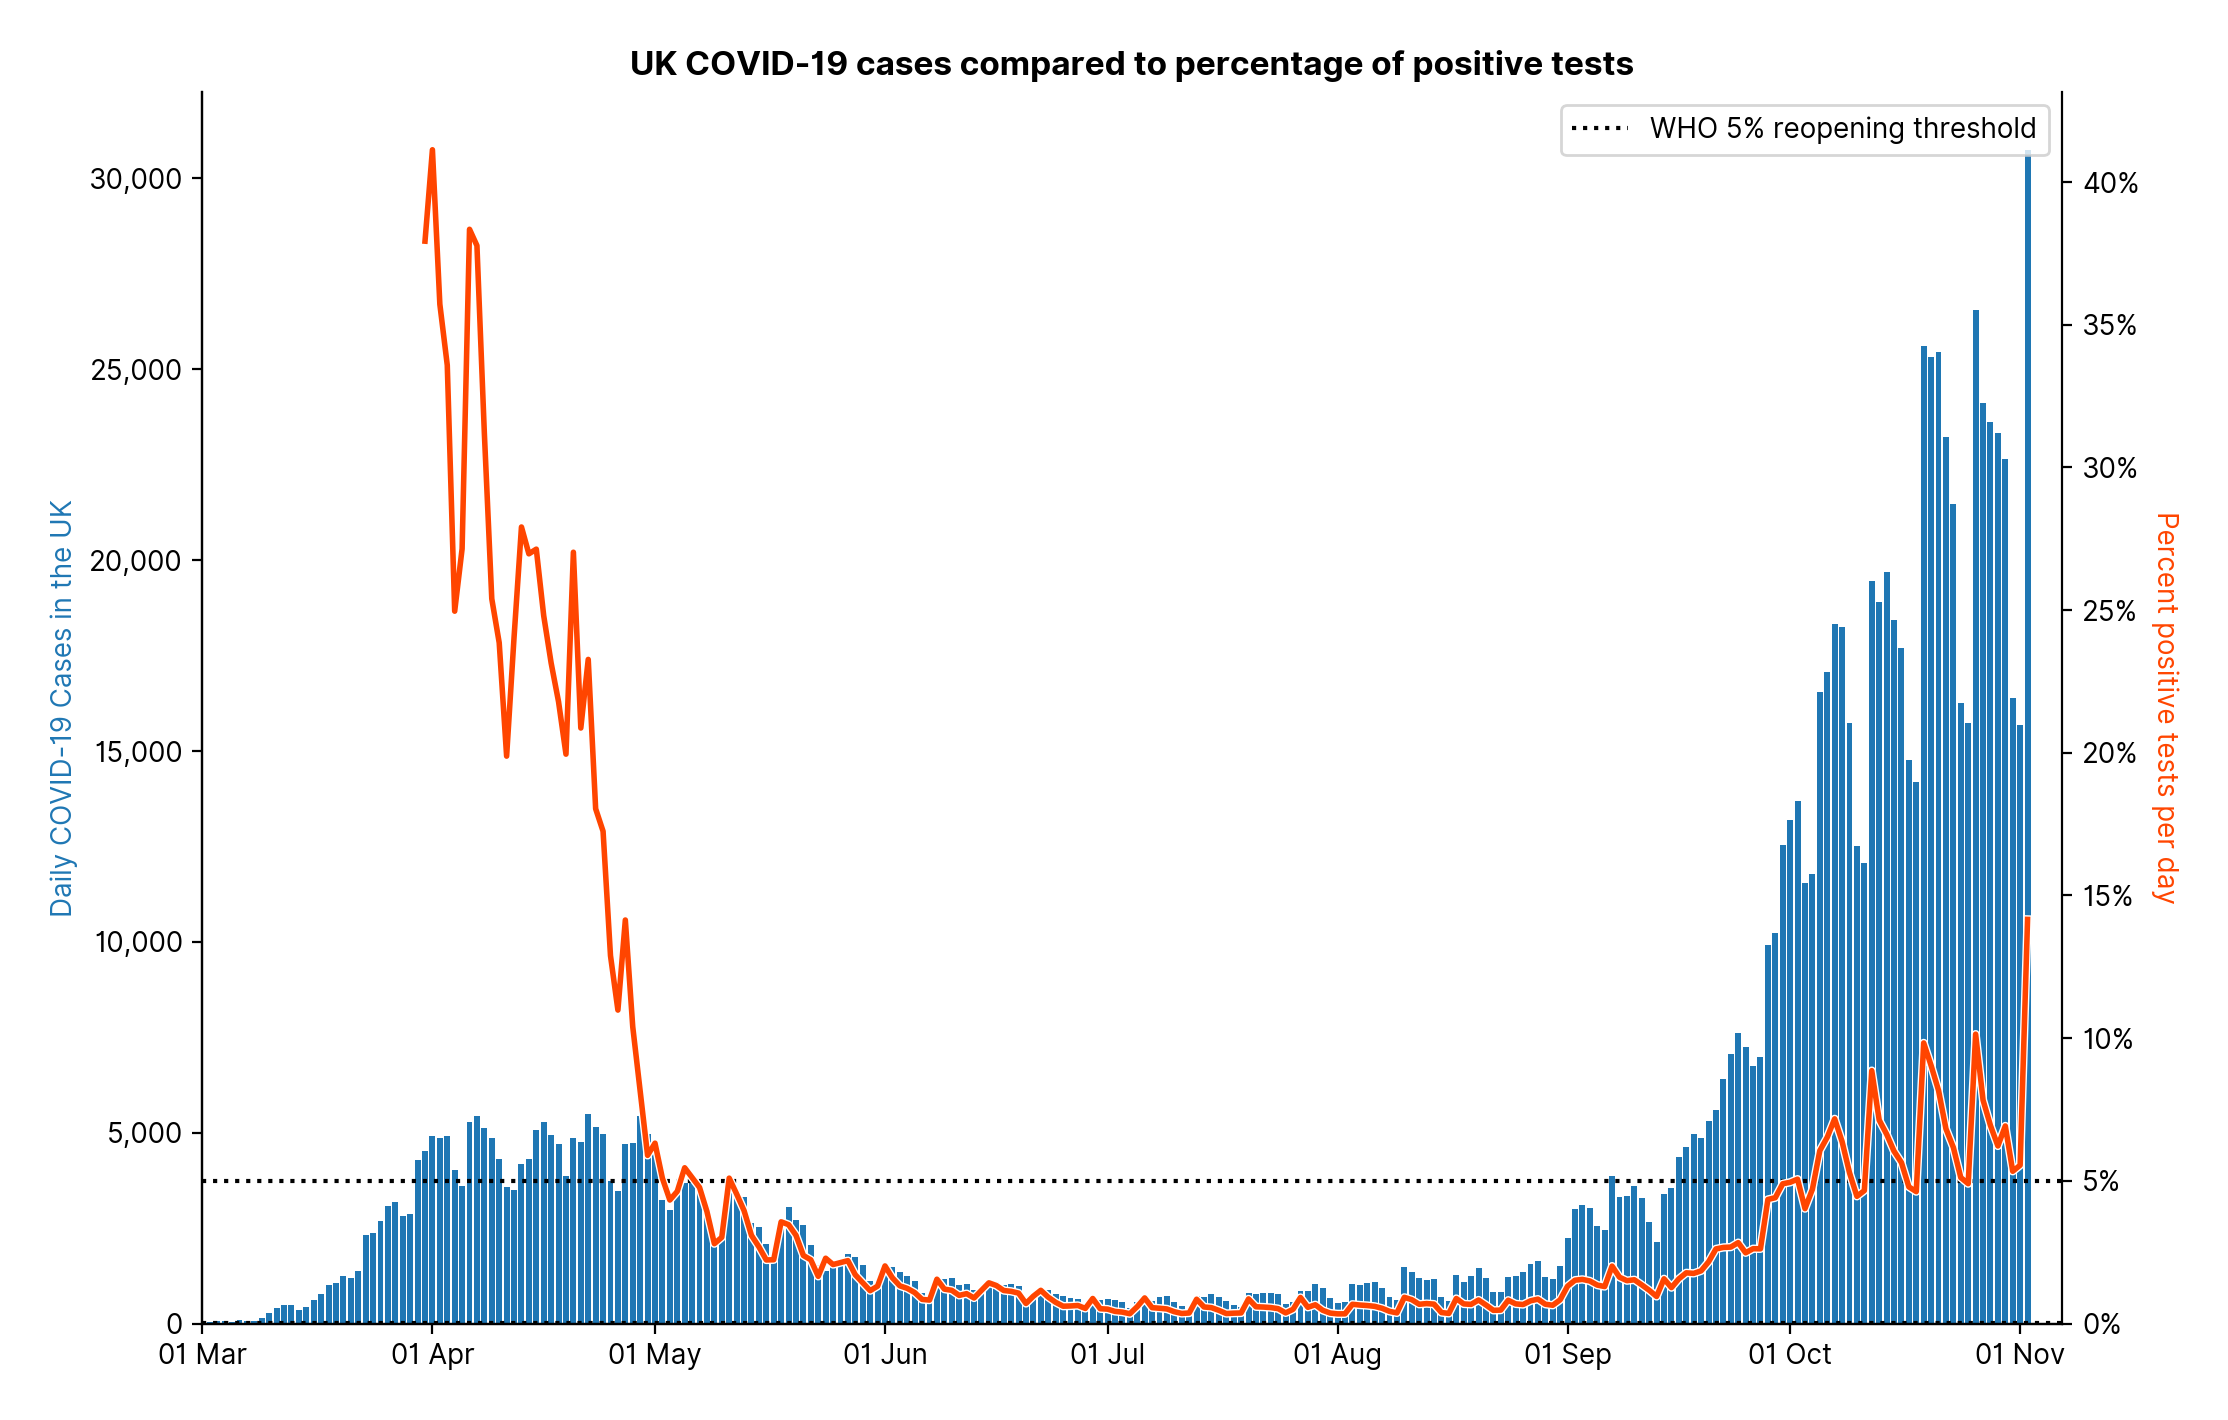 UK COVID-19 cases compared to percentage of positive tests
WHO 5% reopening threshold
Daily COVID-19 Cases in the UK
30,000
25,000
20,000
15,000
10,000
5,000
0
40%
35%
30%
25%
20%
15%
10%
5%
0%
Percent positive tests per day
01 Mar
01 Apr
01 May
01 Jun
01 Jul
01 Aug
01 Sep
01 Oct
01 Nov